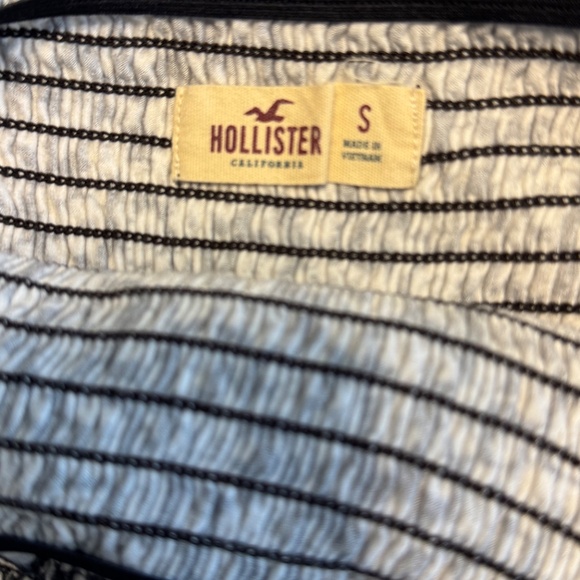 HOLLISTER
CALIFORNIA
S
MADE IN
VIETNAM